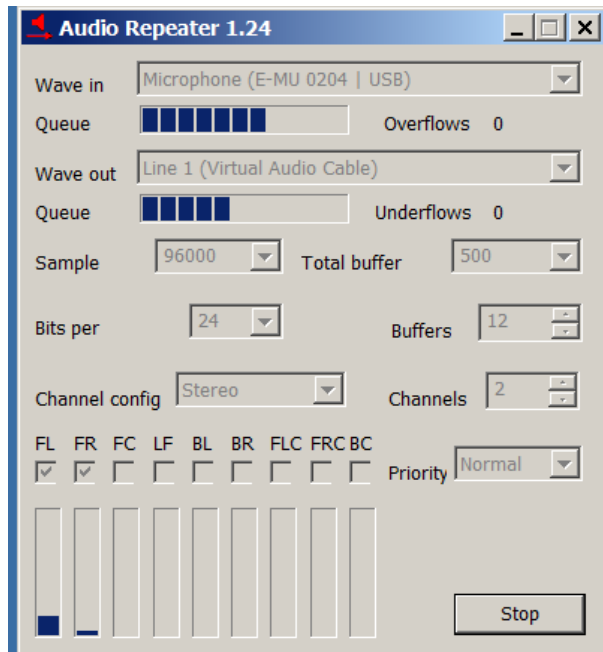 Audio Repeater 1.24
Wave in Microphone (E-MU 0204 | USB)
Queue Overflows 0
Wave out Line 1 (Virtual Audio Cable)
Queue Underflows 0
Sample 96000 Total buffer 500
Bits per 24 Buffers 12
Channel config Stereo Channels 2
FL FR FC LF BL BR FLC FRC BC
Priority Normal
Stop